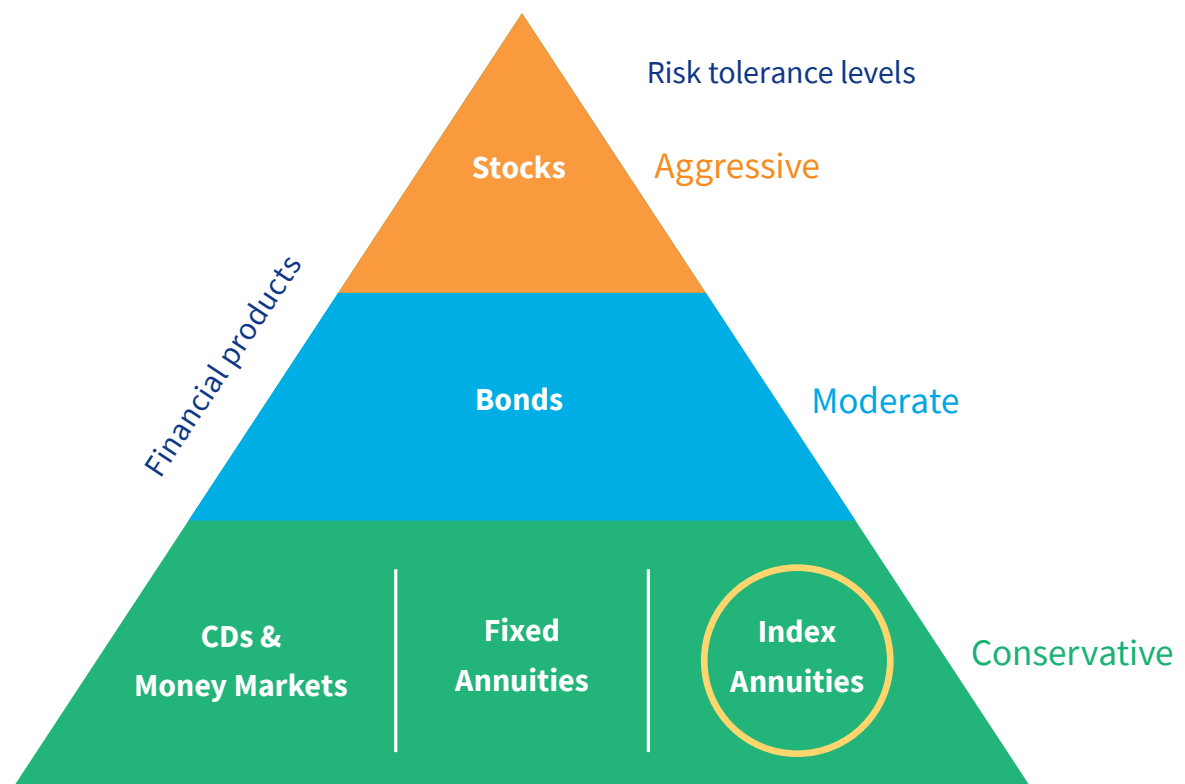 Risk tolerance levels
Stocks
Aggressive
Financial products
Bonds
Moderate
CDs &
Money Markets
Fixed
Annuities
Index
Annuities
Conservative